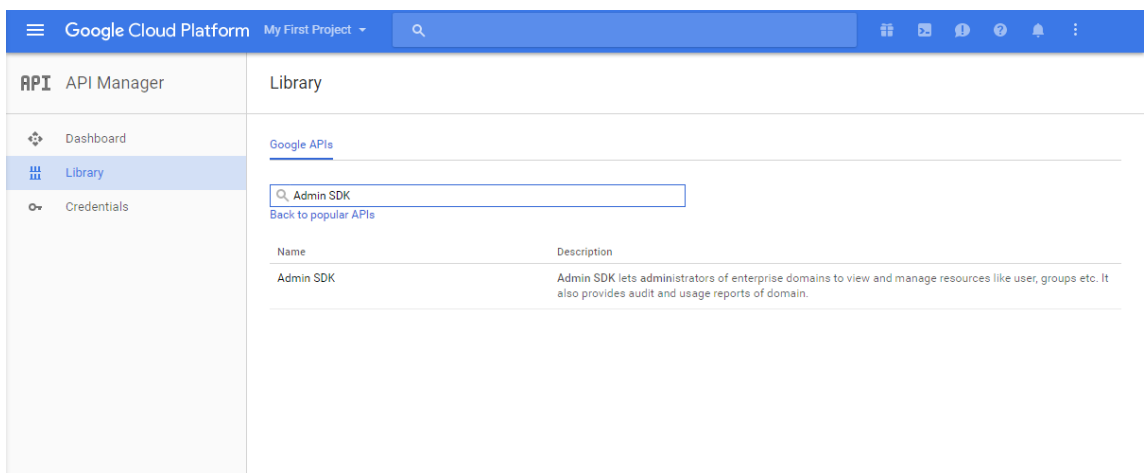 Google Cloud Platform My First Project
API API Manager
Library
Dashboard
Library
Credentials
Google APIs
Admin SDK
Back to popular APIs
Name Description
Admin SDK Admin SDK lets administrators of enterprise domains to view and manage resources like user, groups etc. It
also provides audit and usage reports of domain.